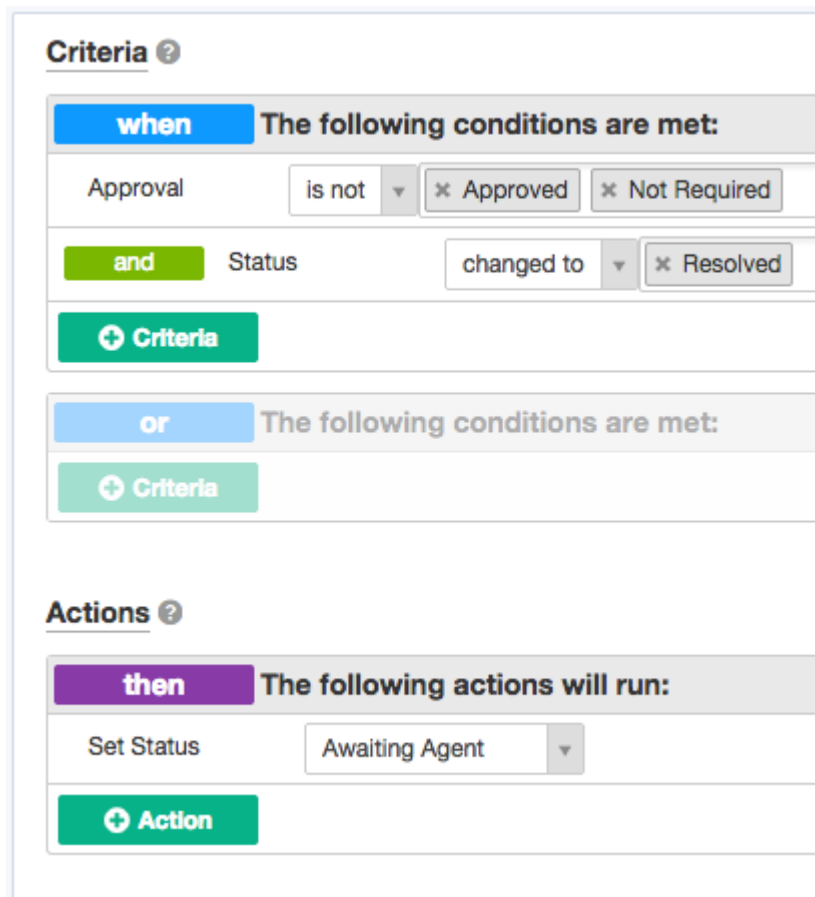 Criteria ?
when The following conditions are met:
Approval is not × Approved × Not Required
and Status changed to × Resolved
+ Criteria
or The following conditions are met:
+ Criteria
Actions ?
then The following actions will run:
Set Status Awaiting Agent
+ Action